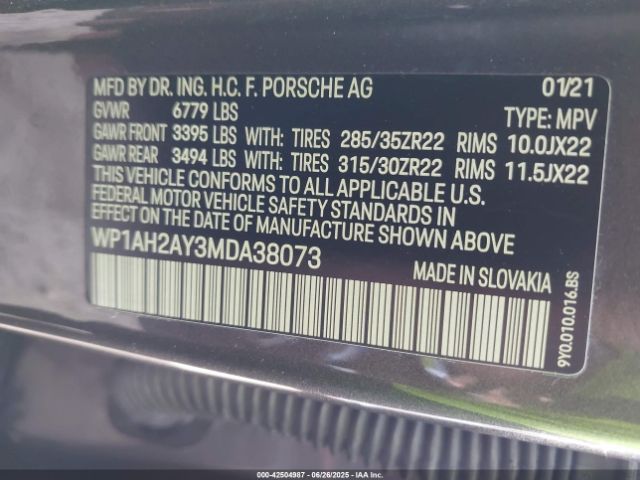 MFD BY DR. ING. H.C. F. PORSCHE AG 01/21
GVWR 6779 LBS TYPE: MPV
GAWR FRONT 3395 LBS WITH: TIRES 285/35ZR22 RIMS 10.0JX22
GAWR REAR 3494 LBS WITH: TIRES 315/30ZR22 RIMS 11.5JX22
THIS VEHICLE CONFORMS TO ALL APPLICABLE U.S.
FEDERAL MOTOR VEHICLE SAFETY STANDARDS IN
EFFECT ON THE DATE OF MANUFACTURE SHOWN ABOVE
WP1AH2AY3MDA38073 MADE IN SLOVAKIA
9Y0.010.016.BS
000-42504987 - 06/26/2025 - IAA Inc.